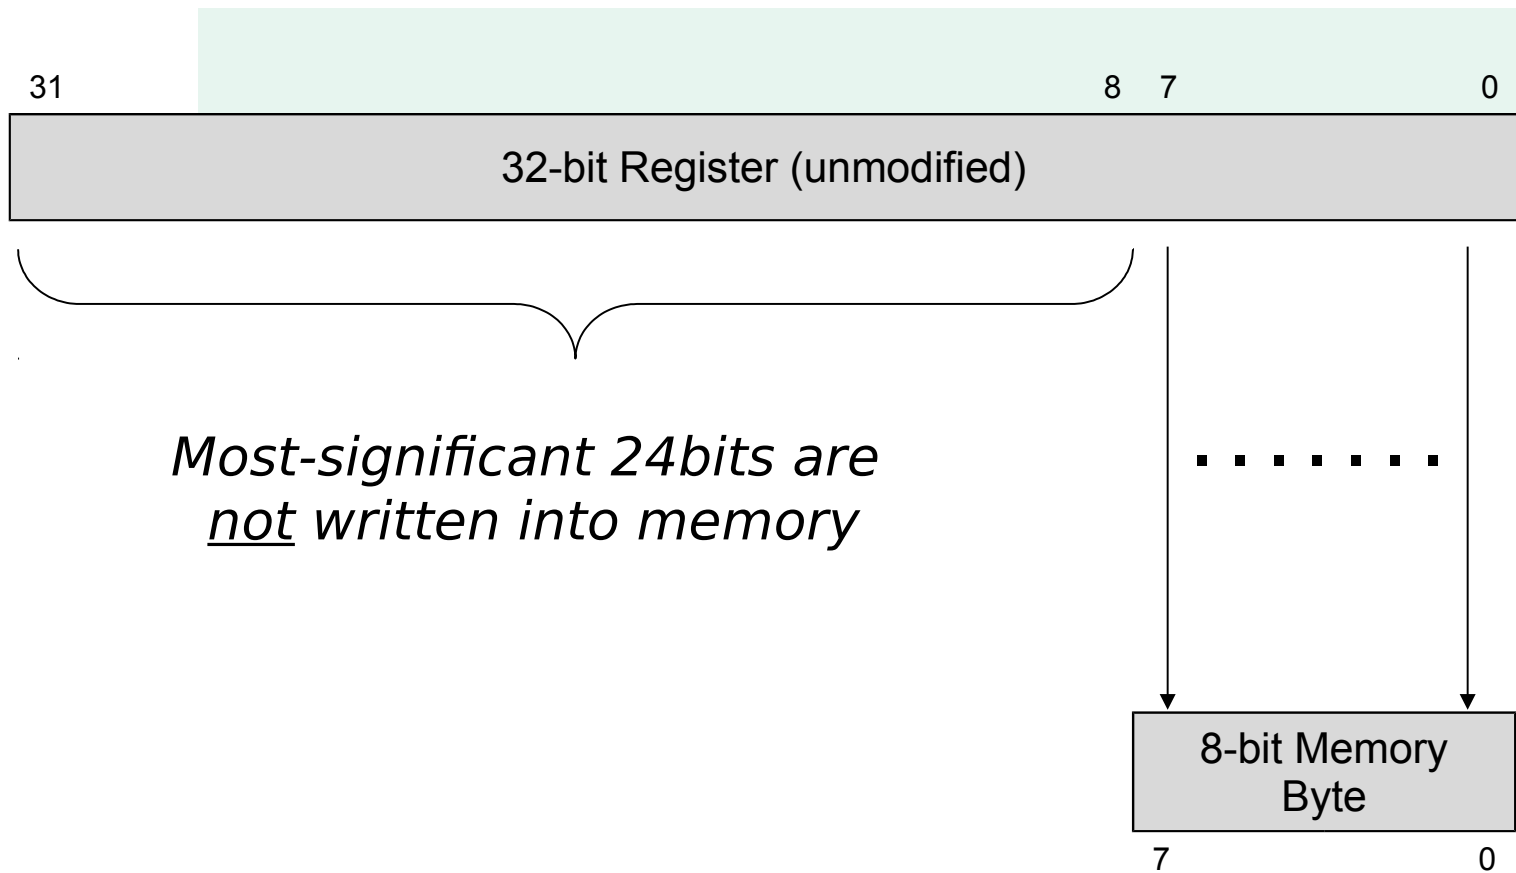 31 8 7 0
32-bit Register (unmodified)
Most-significant 24bits are
not written into memory
8-bit Memory
Byte
7 0